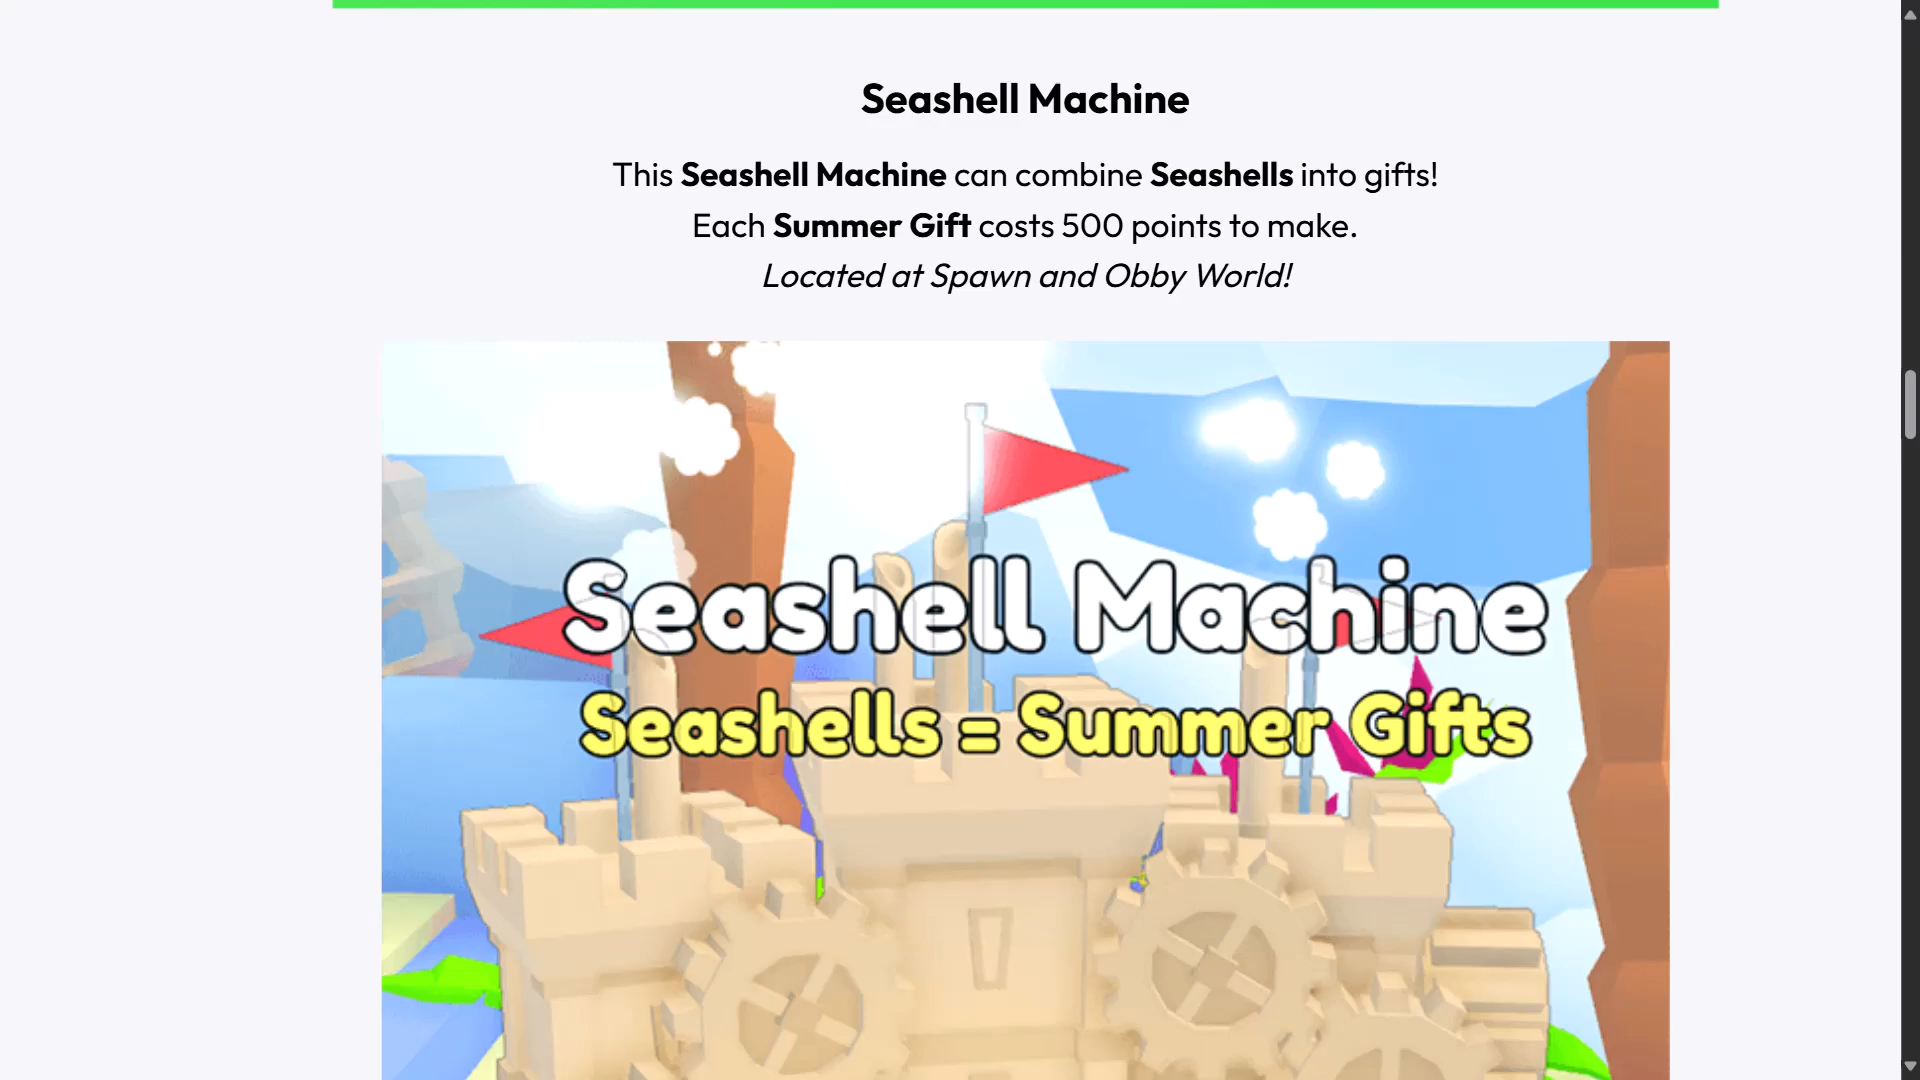 Seashell Machine
This Seashell Machine can combine Seashells into gifts!
Each Summer Gift costs 500 points to make.
Located at Spawn and Obby World!
Seashell Machine
Seashells = Summer Gifts